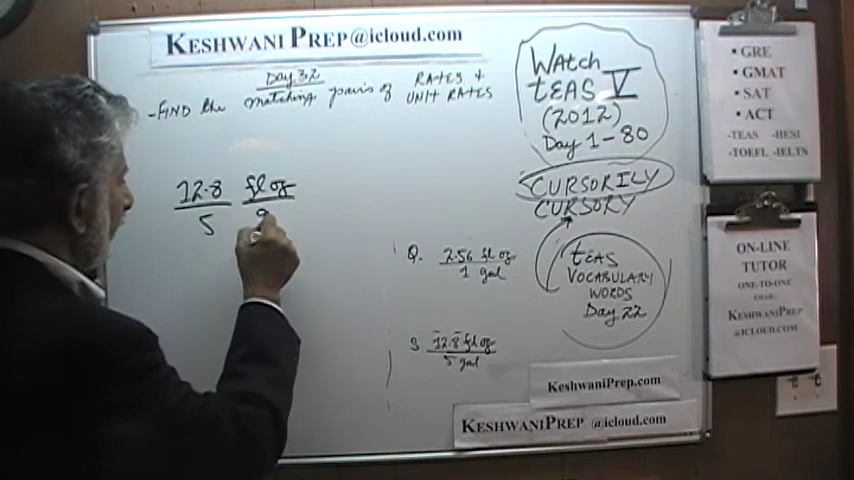 KESHWANI PREP@icloud.com
Day 32
-FIND the matching pairs of RATES +
UNIT RATES
12.8 fl oz
5 g
Q. 2.56 fl oz
1 gal
S 12.8 fl oz
5 gal
WAtch
tEAS V
(2012)
Day 1-80
CURSORILY
CURSORY
tEAS
VOCABULARY
WORDS
Day 22
KESHWANIPREP.com
KESHWANIPREP @icloud.com
• GRE
• GMAT
• SAT
• ACT
-TEAS -HESI
-TOEFL -IELTS
ON-LINE
TUTOR
ONE-TO-ONE
KESHWANIPREP
@ICLOUD.COM